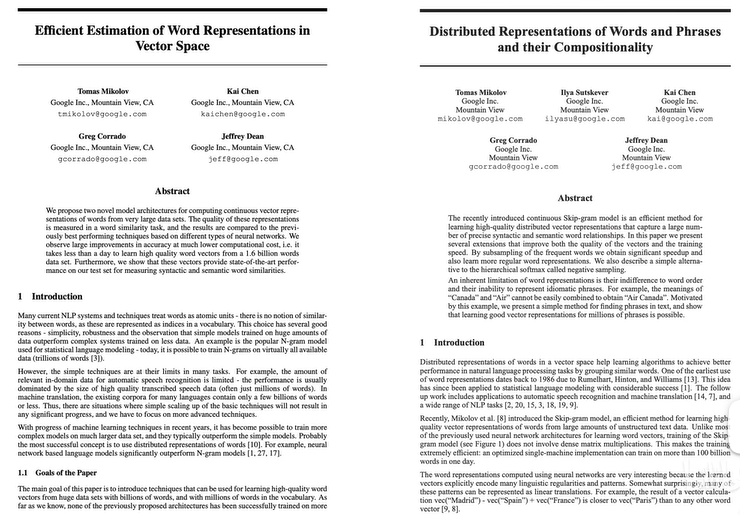 Efficient Estimation of Word Representations in
Vector Space
Tomas Mikolov
Google Inc., Mountain View, CA
tmikolov@google.com
Kai Chen
Google Inc., Mountain View, CA
kaichen@google.com
Greg Corrado
Google Inc., Mountain View, CA
gcorrado@google.com
Jeffrey Dean
Google Inc., Mountain View, CA
jeff@google.com
Abstract
We propose two novel model architectures for computing continuous vector repre-
sentations of words from very large data sets. The quality of these representations
is measured in a word similarity task, and the results are compared to the previ-
ously best performing techniques based on different types of neural networks. We
observe large improvements in accuracy at much lower computational cost, i.e. it
takes less than a day to learn high quality word vectors from a 1.6 billion words
data set. Furthermore, we show that these vectors provide state-of-the-art perfor-
mance on our test set for measuring syntactic and semantic word similarities.
1 Introduction
Many current NLP systems and techniques treat words as atomic units - there is no notion of similar-
ity between words, as these are represented as indices in a vocabulary. This choice has several good
reasons - simplicity, robustness and the observation that simple models trained on huge amounts of
data outperform complex systems trained on less data. An example is the popular N-gram model
used for statistical language modeling - today, it is possible to train N-grams on virtually all available
data (trillions of words [3]).
However, the simple techniques are at their limits in many tasks. For example, the amount of
relevant in-domain data for automatic speech recognition is limited - the performance is usually
dominated by the size of high quality transcribed speech data (often just millions of words). In
machine translation, the existing corpora for many languages contain only a few billions of words
or less. Thus, there are situations where simple scaling up of the basic techniques will not result in
any significant progress, and we have to focus on more advanced techniques.
With progress of machine learning techniques in recent years, it has become possible to train more
complex models on much larger data set, and they typically outperform the simple models. Probably
the most successful concept is to use distributed representations of words [10]. For example, neural
network based language models significantly outperform N-gram models [1, 27, 17].
1.1 Goals of the Paper
The main goal of this paper is to introduce techniques that can be used for learning high-quality word
vectors from huge data sets with billions of words, and with millions of words in the vocabulary. As
far as we know, none of the previously proposed architectures has been successfully trained on more
Distributed Representations of Words and Phrases
and their Compositionality
Tomas Mikolov
Google Inc.
Mountain View
mikolov@google.com
Ilya Sutskever
Google Inc.
Mountain View
ilyasu@google.com
Kai Chen
Google Inc.
Mountain View
kai@google.com
Greg Corrado
Google Inc.
Mountain View
gcorrado@google.com
Jeffrey Dean
Google Inc.
Mountain View
jeff@google.com
Abstract
The recently introduced continuous Skip-gram model is an efficient method for
learning high-quality distributed vector representations that capture a large num-
ber of precise syntactic and semantic word relationships. In this paper we present
several extensions that improve both the quality of the vectors and the training
speed. By subsampling of the frequent words we obtain significant speedup and
also learn more regular word representations. We also describe a simple alterna-
tive to the hierarchical softmax called negative sampling.
An inherent limitation of word representations is their indifference to word order
and their inability to represent idiomatic phrases. For example, the meanings of
"Canada" and "Air" cannot be easily combined to obtain "Air Canada". Motivated
by this example, we present a simple method for finding phrases in text, and show
that learning good vector representations for millions of phrases is possible.
1 Introduction
Distributed representations of words in a vector space help learning algorithms to achieve better
performance in natural language processing tasks by grouping similar words. One of the earliest use
of word representations dates back to 1986 due to Rumelhart, Hinton, and Williams [13]. This idea
has since been applied to statistical language modeling with considerable success [1]. The follow
up work includes applications to automatic speech recognition and machine translation [14, 7], and
a wide range of NLP tasks [2, 20, 15, 3, 18, 19, 9].
Recently, Mikolov et al. [8] introduced the Skip-gram model, an efficient method for learning high
quality vector representations of words from large amounts of unstructured text data. Unlike most
of the previously used neural network architectures for learning word vectors, training of the Skip
gram model (see Figure 1) does not involve dense matrix multiplications. This makes the training
extremely efficient: an optimized single-machine implementation can train on more than 100 billion
words in one day.
The word representations computed using neural networks are very interesting because the learned
vectors explicitly encode many linguistic regularities and patterns. Somewhat surprisingly, many of
these patterns can be represented as linear translations. For example, the result of a vector calcula-
tion vec("Madrid") - vec("Spain") + vec("France") is closer to vec("Paris") than to any other word
vector [9, 8].